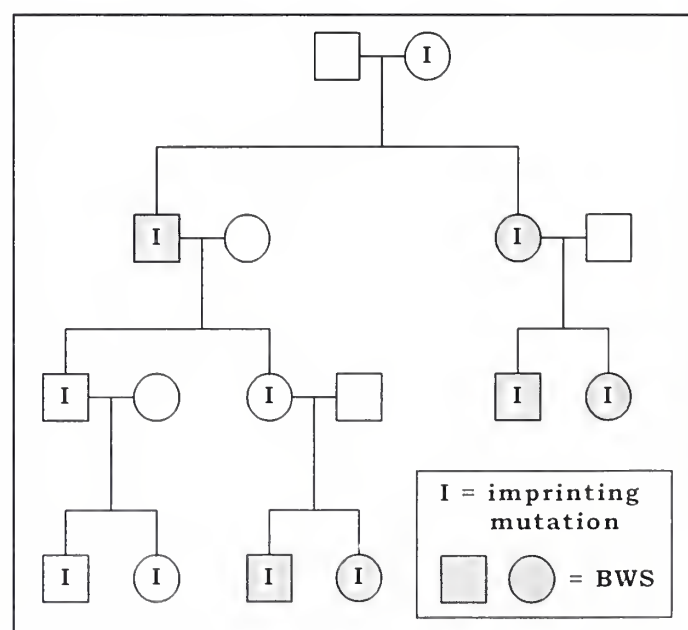 I
I I
I I I I
I I I I
I = imprinting
mutation
= BWS